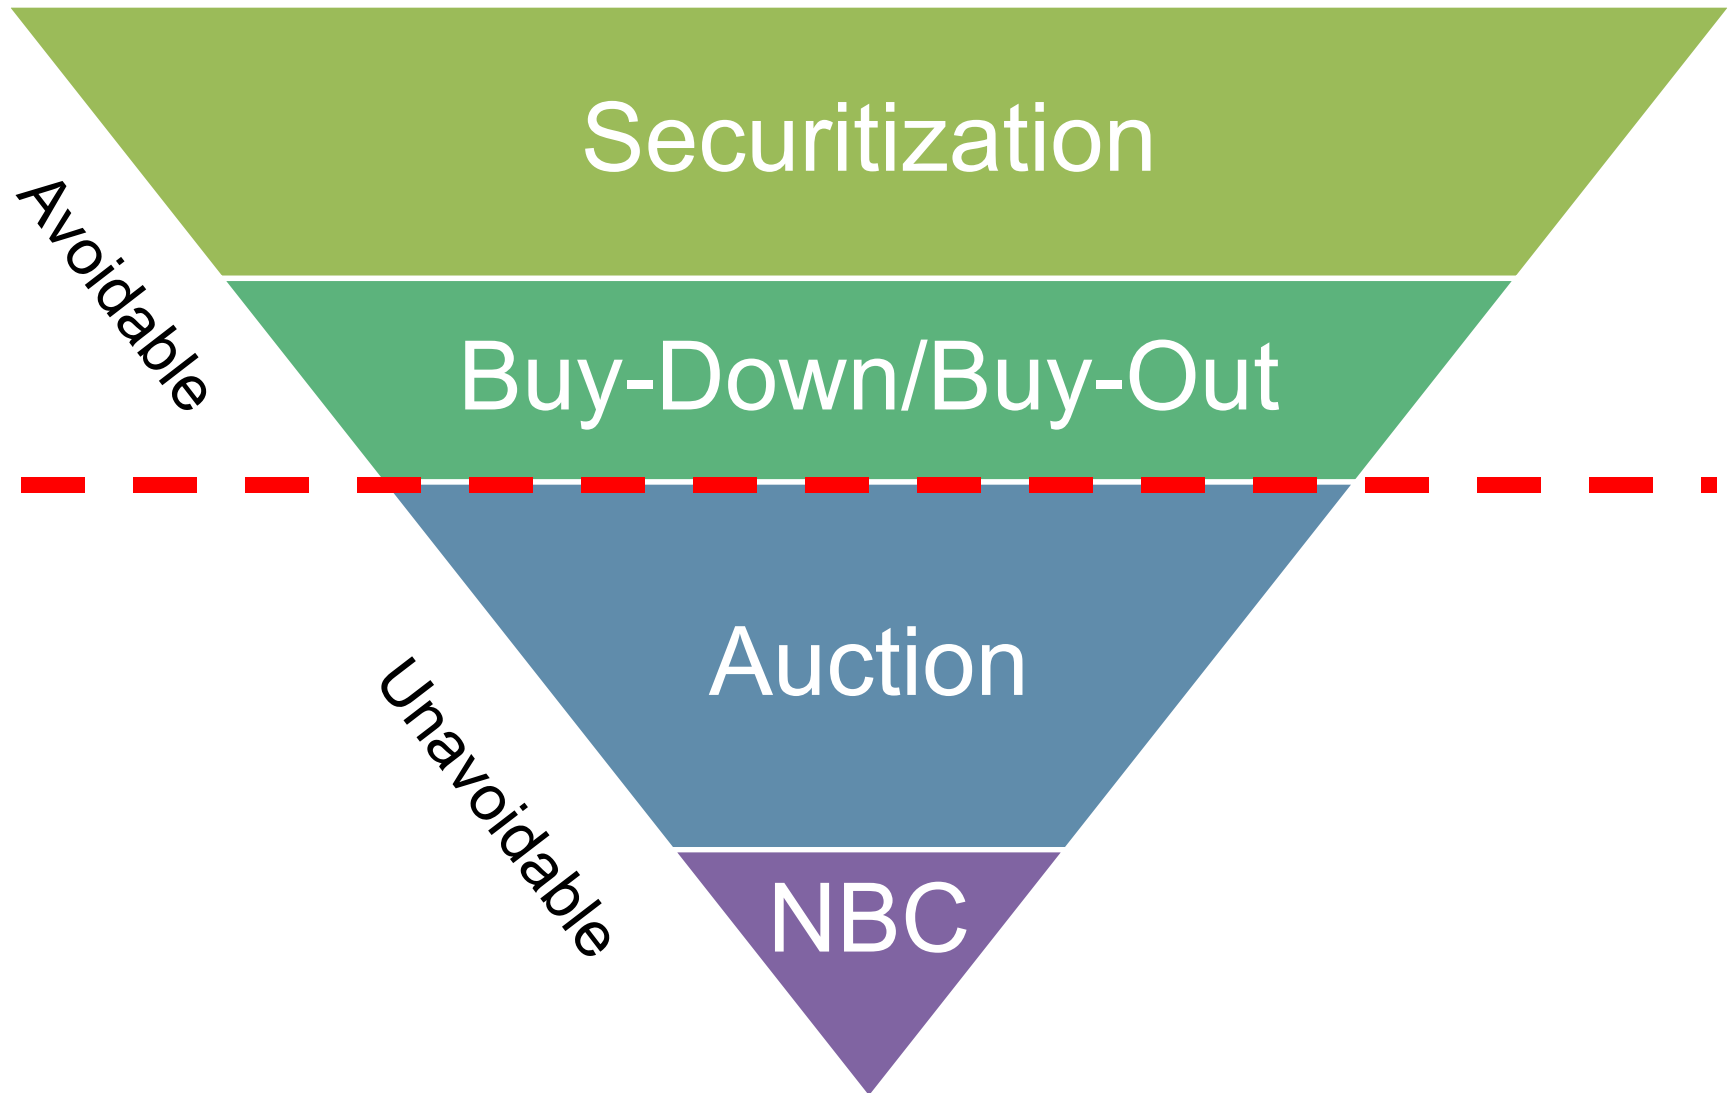 Securitization
Avoidable
Buy-Down/Buy-Out
Auction
Unavoidable
NBC